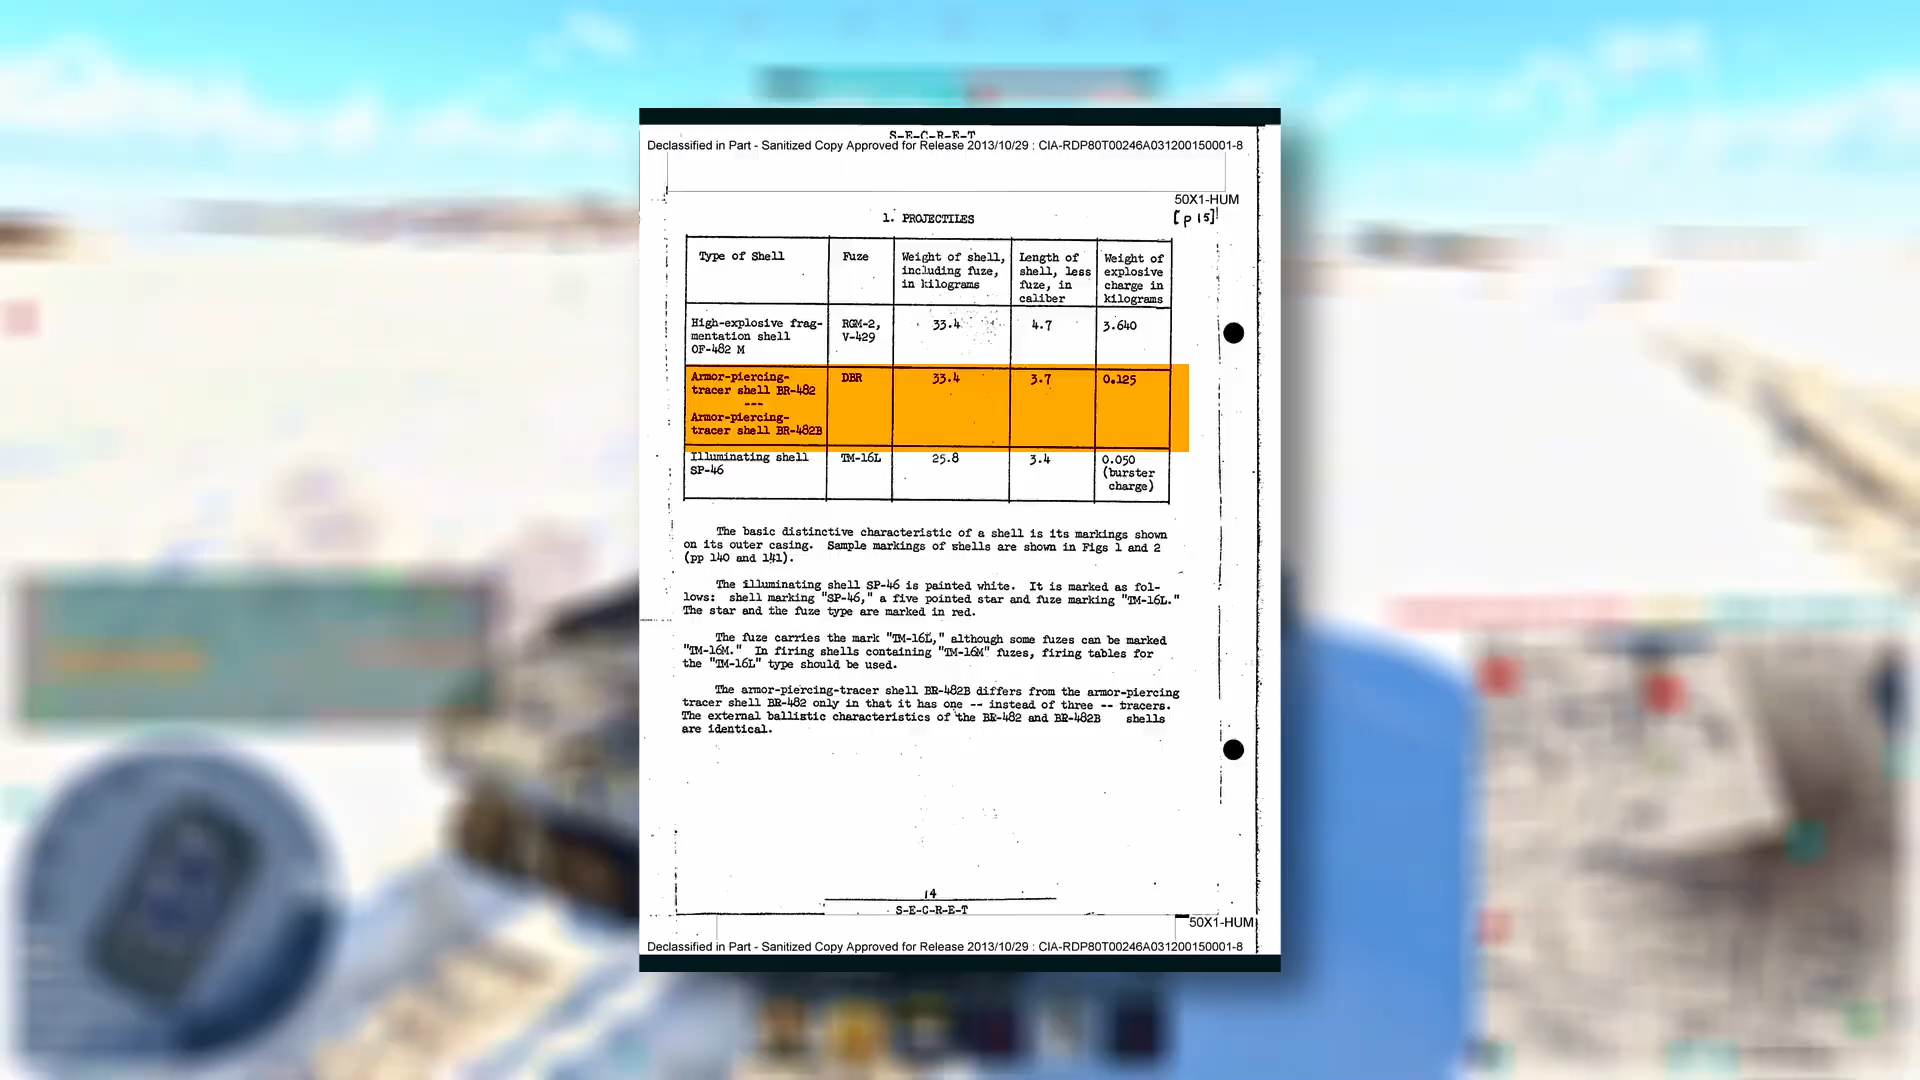 S-E-C-R-E-T
Declassified in Part - Sanitized Copy Approved for Release 2013/10/29 : CIA-RDP80T00246A031200150001-8
50X1-HUM
[p 15]
1. PROJECTILES
Type of Shell
Fuze
Weight of shell,
including fuze,
in kilograms
Length of
shell, less
fuze, in
caliber
Weight of
explosive
charge in
kilograms
High-explosive frag-
mentation shell
OF-482 M
RGM-2,
V-429
33.4
4.7
3.640
Armor-piercing-
tracer shell BR-482
---
Armor-piercing-
tracer shell BR-482B
DBR
33.4
3.7
0.125
Illuminating shell
SP-46
TM-16L
25.8
3.4
0.050
(burster
charge)
The basic distinctive characteristic of a shell is its markings shown
on its outer casing. Sample markings of shells are shown in Figs 1 and 2
(pp 140 and 141).
The illuminating shell SP-46 is painted white. It is marked as fol-
lows: shell marking "SP-46," a five pointed star and fuze marking "TM-16L."
The star and the fuze type are marked in red.
The fuze carries the mark "TM-16L," although some fuzes can be marked
"TM-16M." In firing shells containing "TM-16M" fuzes, firing tables for
the "TM-16L" type should be used.
The armor-piercing-tracer shell BR-482B differs from the armor-piercing
tracer shell BR-482 only in that it has one -- instead of three -- tracers.
The external ballistic characteristics of the BR-482 and BR-482B shells
are identical.
14
S-E-C-R-E-T
50X1-HUM
Declassified in Part - Sanitized Copy Approved for Release 2013/10/29 : CIA-RDP80T00246A031200150001-8